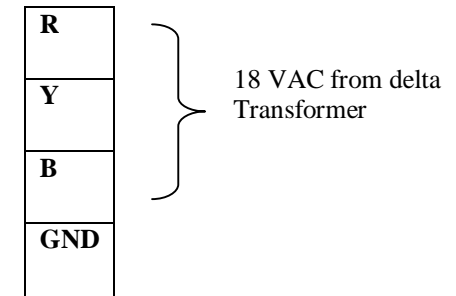 R
Y
B
GND
18 VAC from delta
Transformer